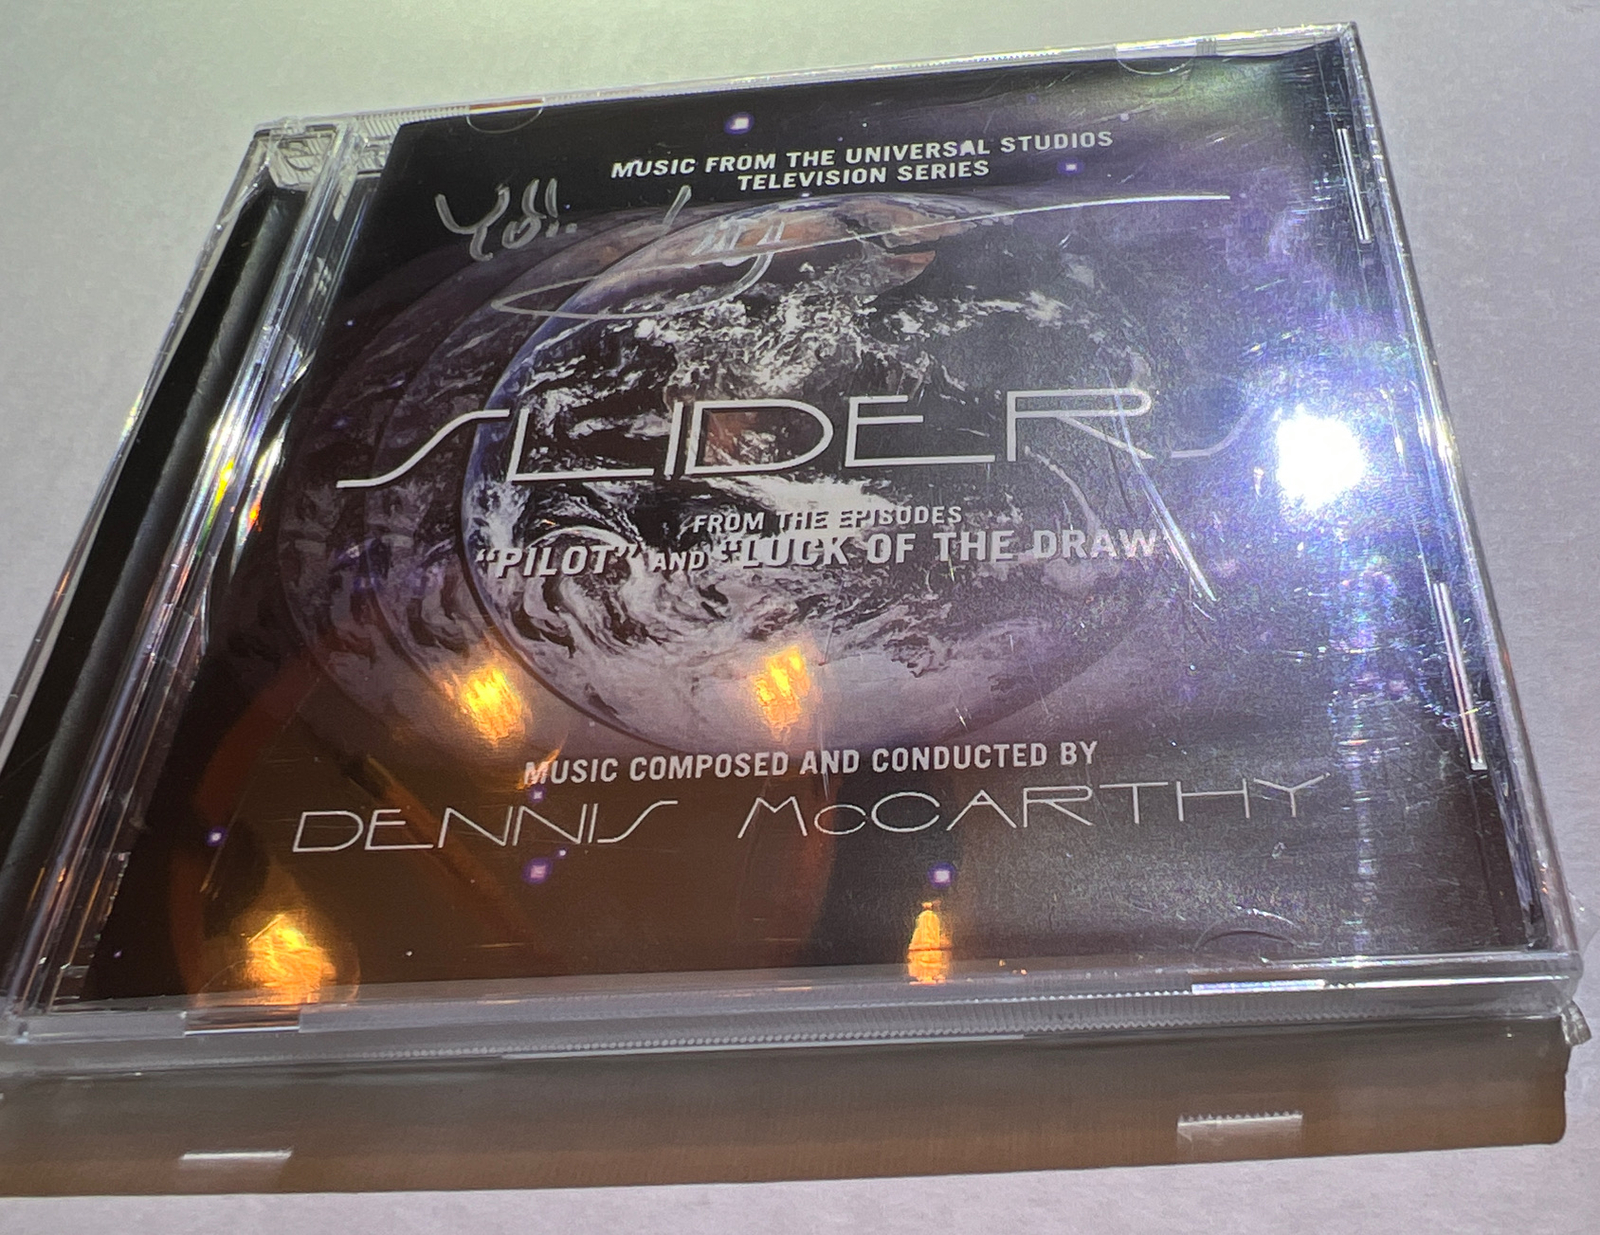 MUSIC FROM THE UNIVERSAL STUDIOS
TELEVISION SERIES
SLIDERS
FROM THE EPISODES
“PILOT” AND “LUCK OF THE DRAW”
MUSIC COMPOSED AND CONDUCTED BY
DENNIS McCARTHY